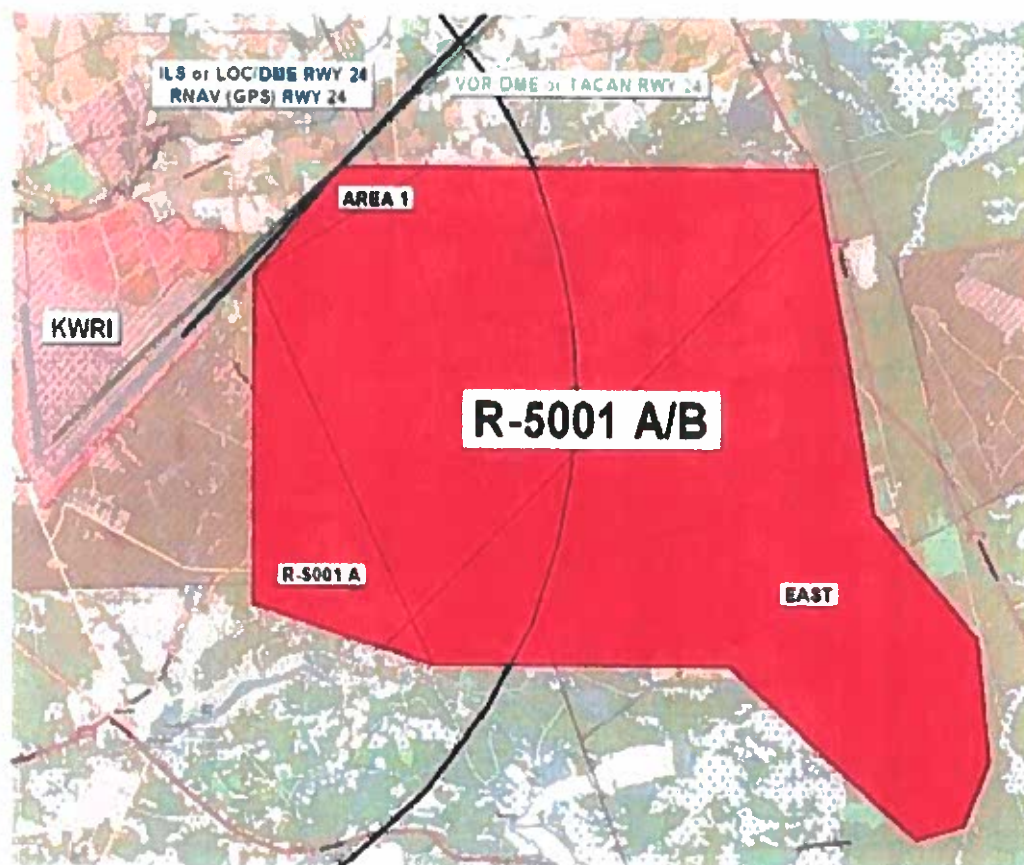 ILS or LOC/DME RWY 24
RNAV (GPS) RWY 24
VOR DME or TACAN RWY 24
AREA 1
KWRI
R-5001 A/B
R-5001 A
EAST